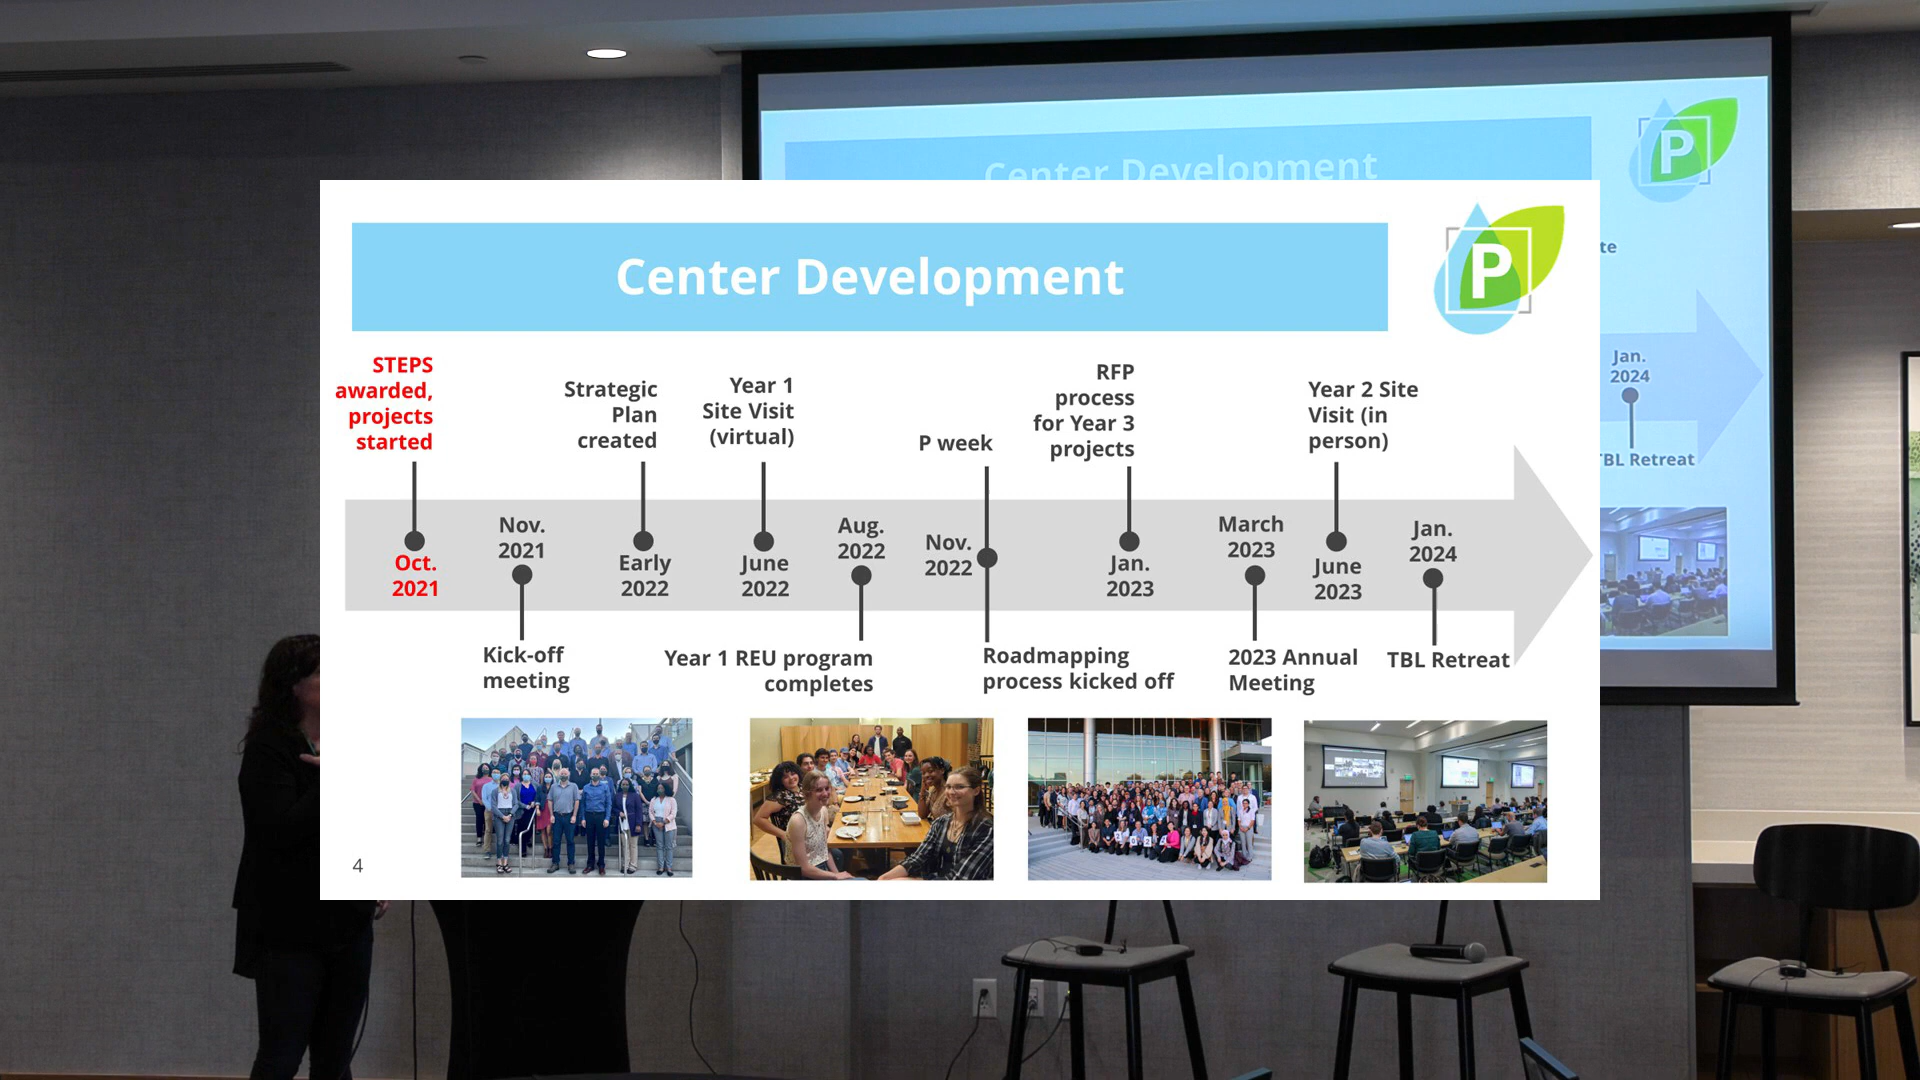 Center Development
P
Center Development
P
te
Jan.
2024
TBL Retreat
STEPS
awarded,
projects
started
Oct.
2021
Nov.
2021
Kick-off
meeting
Strategic
Plan
created
Early
2022
Year 1
Site Visit
(virtual)
June
2022
Aug.
2022
Year 1 REU program
completes
P week
Nov.
2022
Roadmapping
process kicked off
RFP
process
for Year 3
projects
Jan.
2023
March
2023
2023 Annual
Meeting
Year 2 Site
Visit (in
person)
June
2023
Jan.
2024
TBL Retreat
4